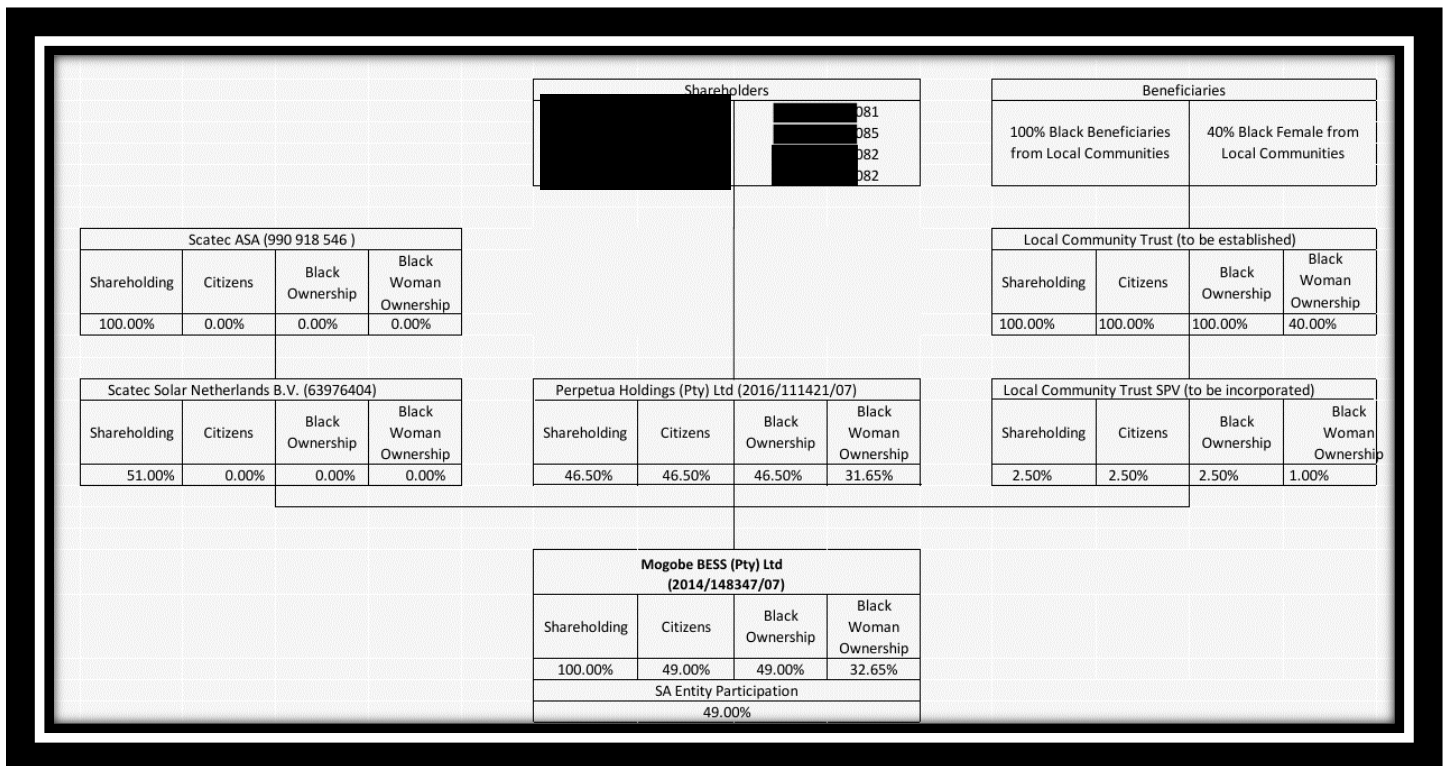 Shareholders
081
085
082
082
Beneficiaries
100% Black Beneficiaries
from Local Communities
40% Black Female from
Local Communities
Scatec ASA (990 918 546 )
Shareholding
Citizens
Black
Ownership
Black
Woman
Ownership
100.00%
0.00%
0.00%
0.00%
Local Community Trust (to be established)
Shareholding
Citizens
Black
Ownership
Black
Woman
Ownership
100.00%
100.00%
100.00%
40.00%
Scatec Solar Netherlands B.V. (63976404)
Shareholding
Citizens
Black
Ownership
Black
Woman
Ownership
51.00%
0.00%
0.00%
0.00%
Perpetua Holdings (Pty) Ltd (2016/111421/07)
Shareholding
Citizens
Black
Ownership
Black
Woman
Ownership
46.50%
46.50%
46.50%
31.65%
Local Community Trust SPV (to be incorporated)
Shareholding
Citizens
Black
Ownership
Black
Woman
Ownership
2.50%
2.50%
2.50%
1.00%
Mogobe BESS (Pty) Ltd
(2014/148347/07)
Shareholding
Citizens
Black
Ownership
Black
Woman
Ownership
100.00%
49.00%
49.00%
32.65%
SA Entity Participation
49.00%